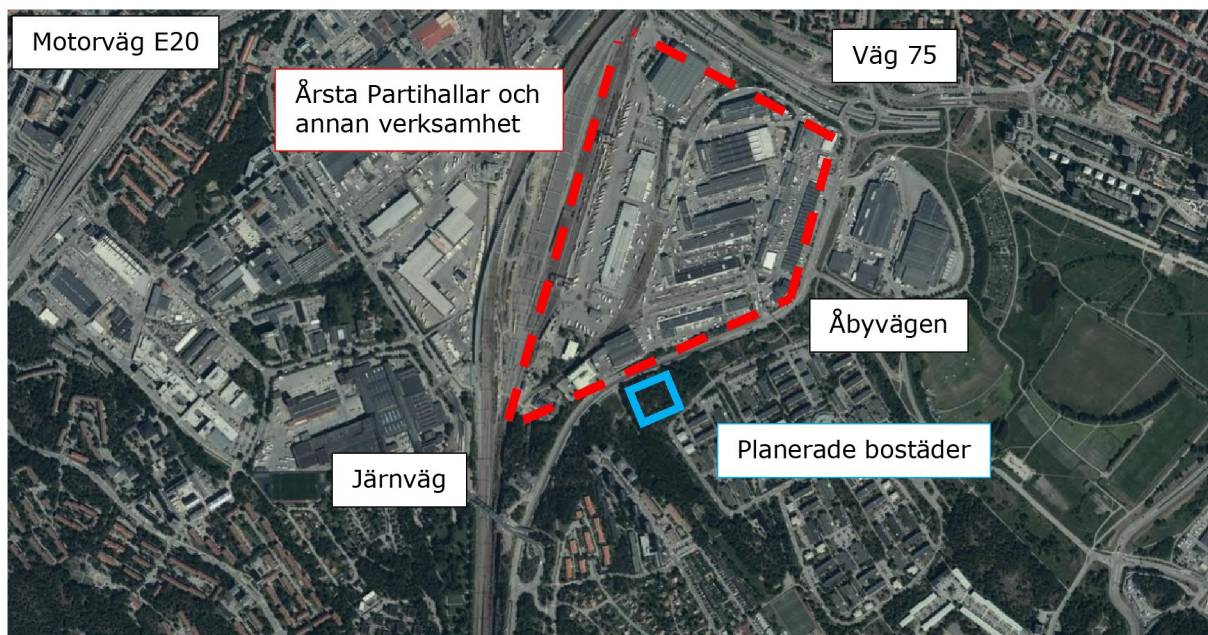 Motorväg E20
Väg 75
Årsta Partihallar och
annan verksamhet
Åbyvägen
Planerade bostäder
Järnväg